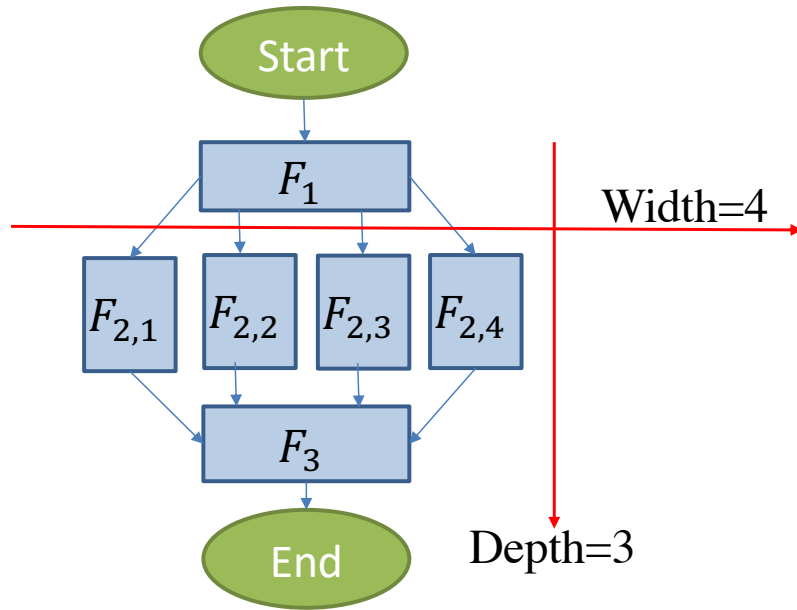 Start
F1
Width=4
F2,1 F2,2 F2,3 F2,4
F3
End
Depth=3